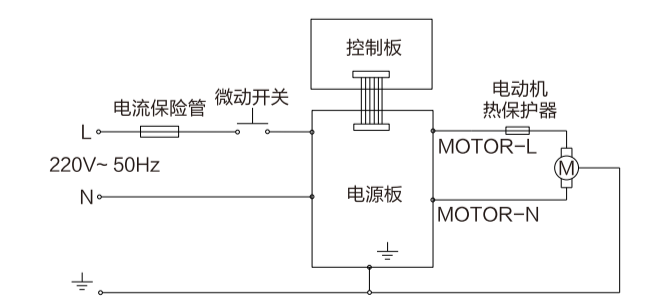 控制板
电流保险管
微动开关
电动机
热保护器
L
MOTOR-L
220V~ 50Hz
M
N
电源板
MOTOR-N